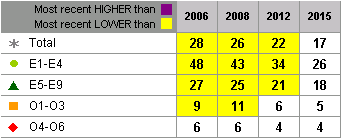 Most recent HIGHER than
Most recent LOWER than
2006 2008 2012 2015
Total 28 26 22 17
E1-E4 48 43 34 26
E5-E9 27 25 21 18
O1-O3 9 11 6 5
O4-O6 6 6 4 4